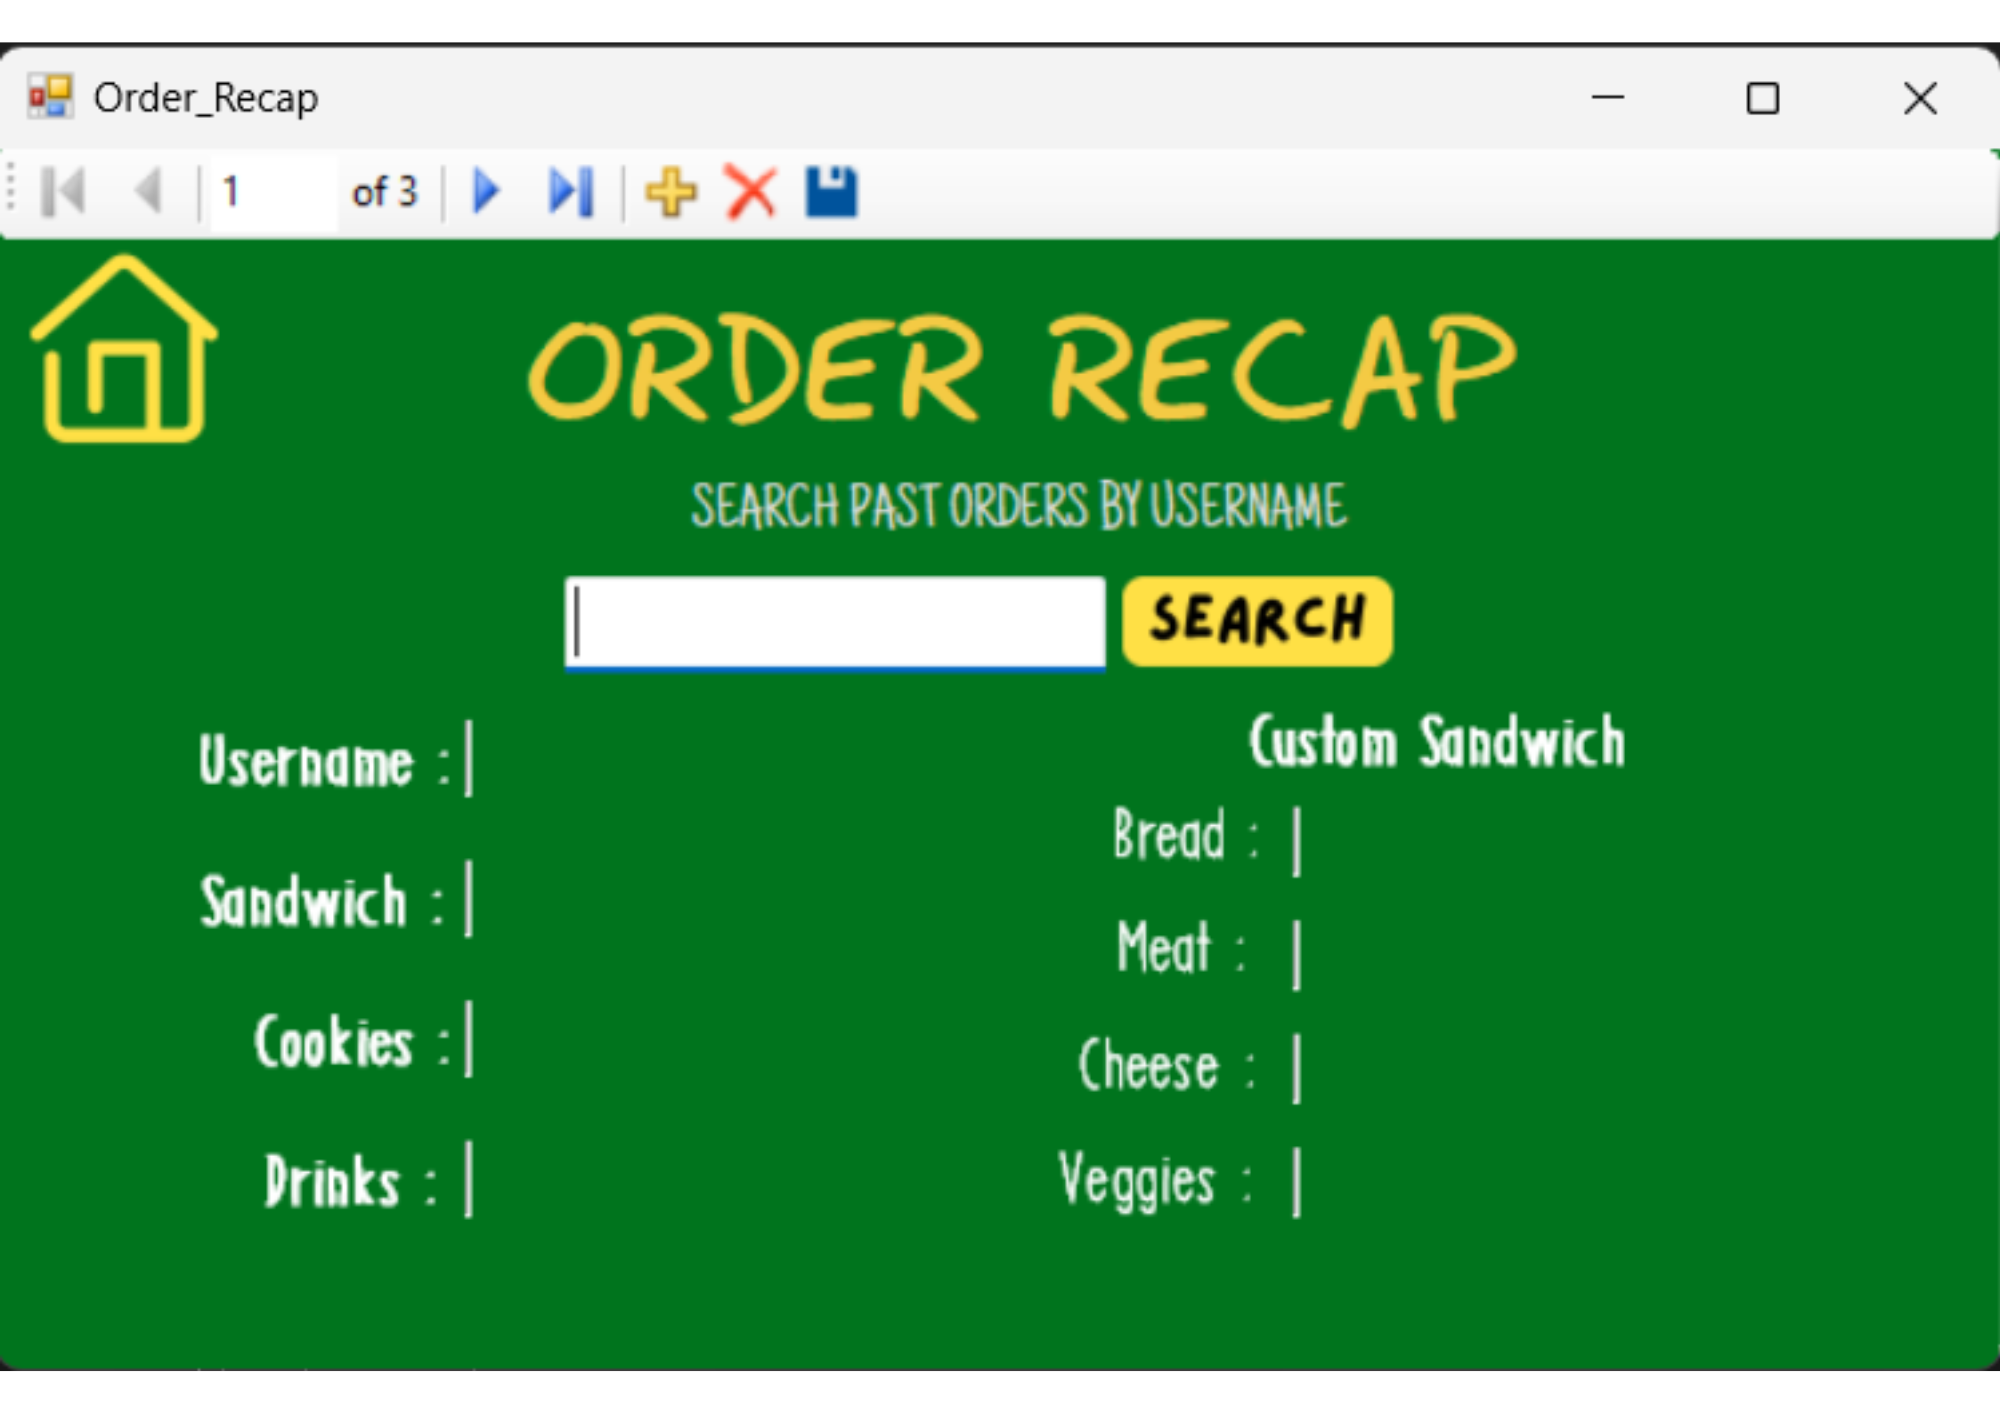 Order_Recap
1 of 3
ORDER RECAP
SEARCH PAST ORDERS BY USERNAME
SEARCH
Username :
Sandwich :
Cookies :
Drinks :
Custom Sandwich
Bread :
Meat :
Cheese :
Veggies :